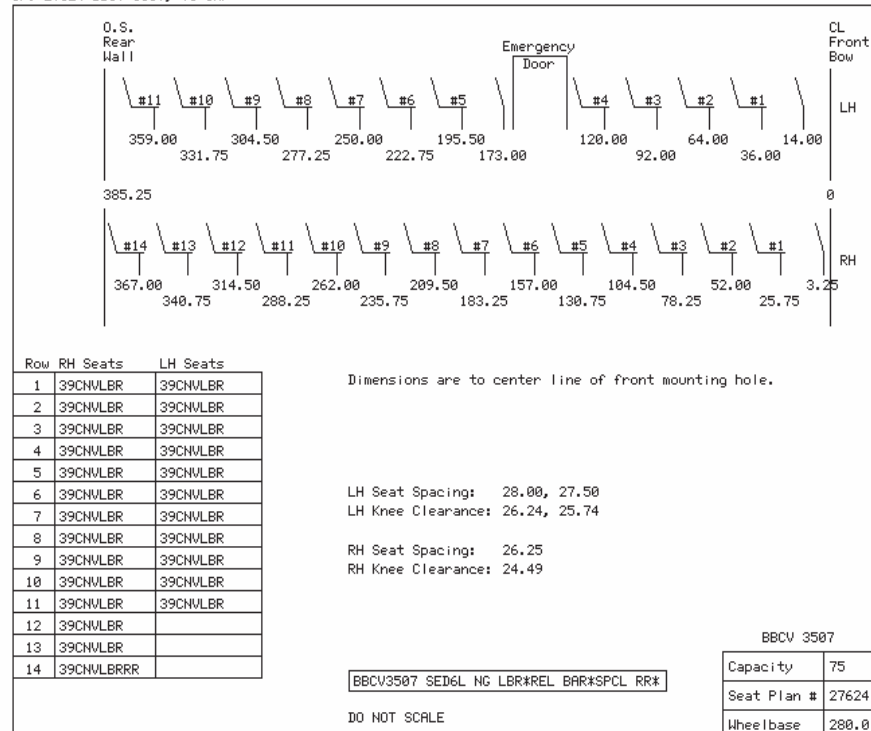 O.S.
Rear
Wall
Emergency
Door
CL
Front
Bow
#11 #10 #9 #8 #7 #6 #5 #4 #3 #2 #1
LH
359.00 304.50 250.00 195.50 120.00 64.00 14.00
331.75 277.25 222.75 173.00 92.00 36.00
385.25 0
#14 #13 #12 #11 #10 #9 #8 #7 #6 #5 #4 #3 #2 #1
RH
367.00 314.50 262.00 209.50 157.00 104.50 52.00 3.25
340.75 288.25 235.75 183.25 130.75 78.25 25.75
Row RH Seats LH Seats
1 39CNVLBR 39CNVLBR
2 39CNVLBR 39CNVLBR
3 39CNVLBR 39CNVLBR
4 39CNVLBR 39CNVLBR
5 39CNVLBR 39CNVLBR
6 39CNVLBR 39CNVLBR
7 39CNVLBR 39CNVLBR
8 39CNVLBR 39CNVLBR
9 39CNVLBR 39CNVLBR
10 39CNVLBR 39CNVLBR
11 39CNVLBR 39CNVLBR
12 39CNVLBR
13 39CNVLBR
14 39CNVLBRRR
Dimensions are to center line of front mounting hole.
LH Seat Spacing: 28.00, 27.50
LH Knee Clearance: 26.24, 25.74
RH Seat Spacing: 26.25
RH Knee Clearance: 24.49
BBCV3507 SED6L NG LBR*REL BAR*SPCL RR*
DO NOT SCALE
BBCV 3507
Capacity 75
Seat Plan # 27624
Wheelbase 280.0